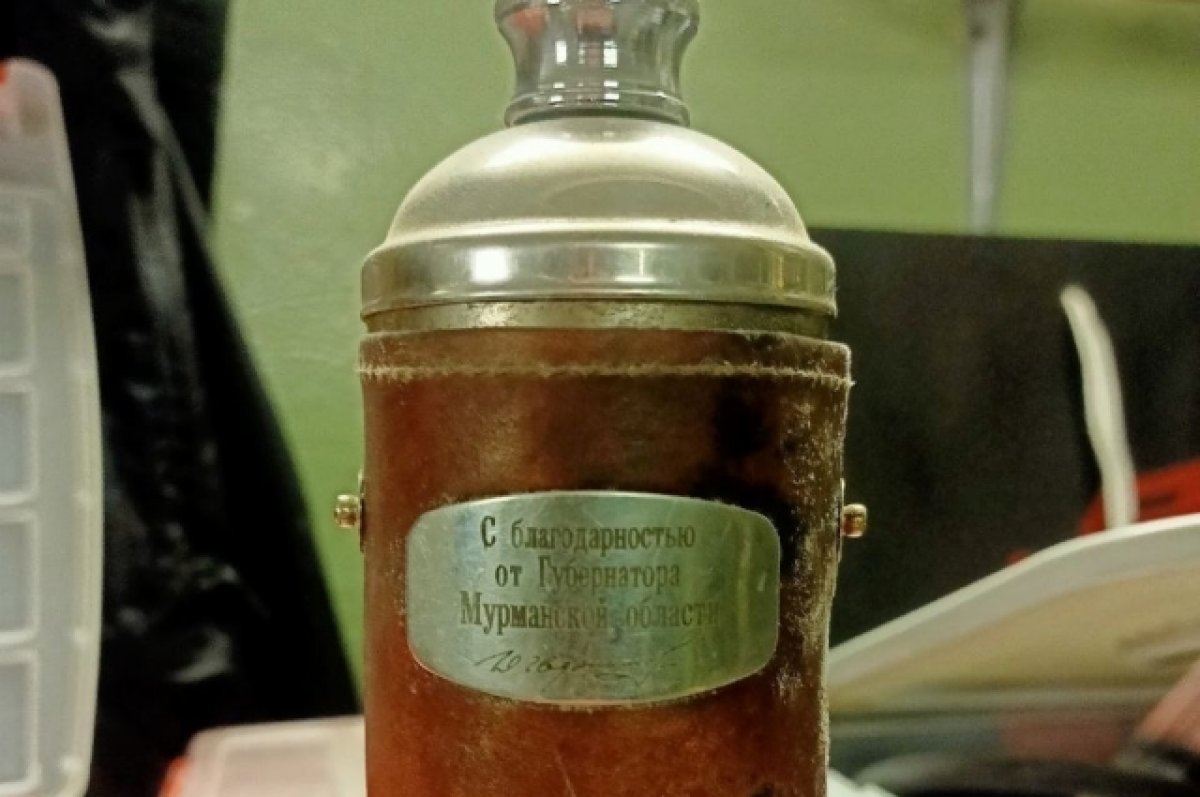 С благодарностью
от Губернатора
Мурманской области